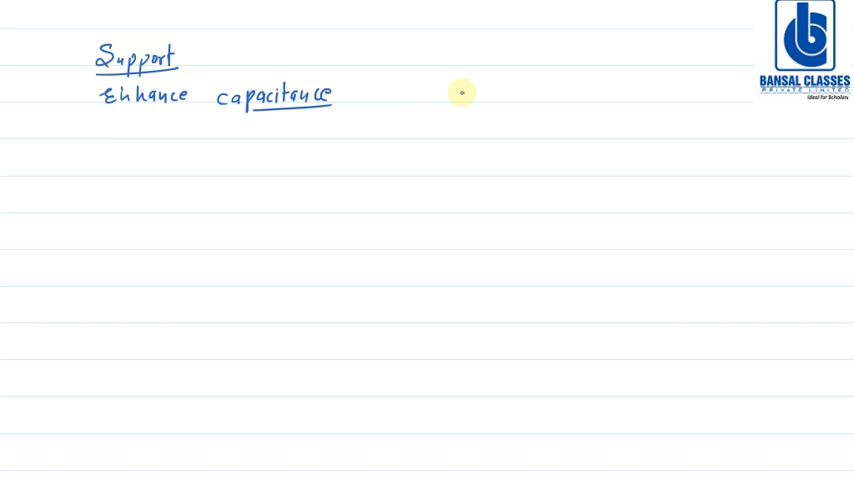 Support
Enhance capacitance
BANSAL CLASSES
PRIVATE LIMITED
Ideal for Scholars